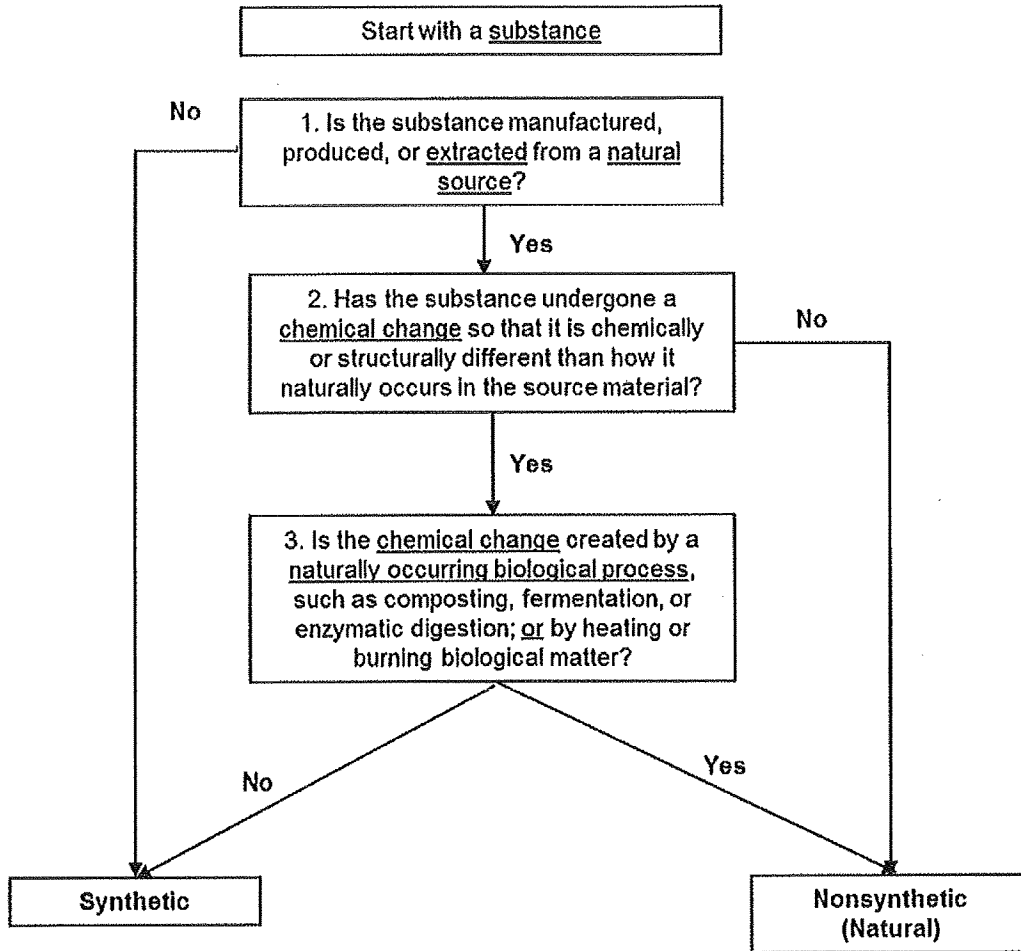 Start with a substance
No
1. Is the substance manufactured,
produced, or extracted from a natural
source?
Yes
2. Has the substance undergone a
chemical change so that it is chemically
or structurally different than how it
naturally occurs in the source material?
No
Yes
3. Is the chemical change created by a
naturally occurring biological process,
such as composting, fermentation, or
enzymatic digestion; or by heating or
burning biological matter?
No
Yes
Synthetic
Nonsynthetic
(Natural)